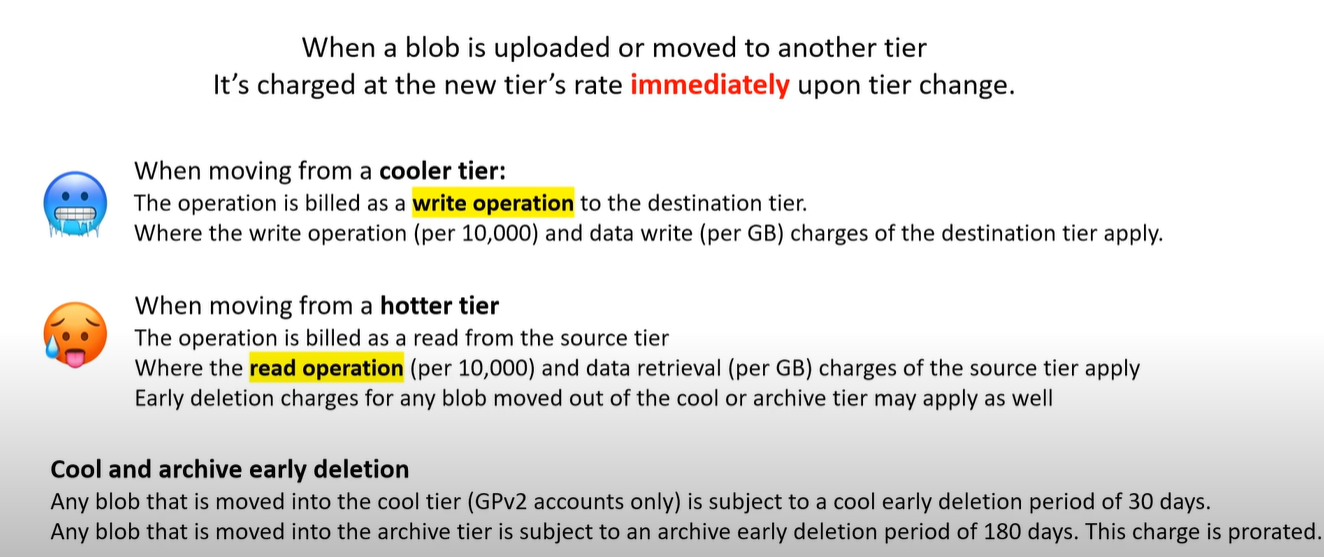 When a blob is uploaded or moved to another tier
It's charged at the new tier's rate immediately upon tier change.
When moving from a cooler tier:
The operation is billed as a write operation to the destination tier.
Where the write operation (per 10,000) and data write (per GB) charges of the destination tier apply.
When moving from a hotter tier
The operation is billed as a read from the source tier
Where the read operation (per 10,000) and data retrieval (per GB) charges of the source tier apply
Early deletion charges for any blob moved out of the cool or archive tier may apply as well
Cool and archive early deletion
Any blob that is moved into the cool tier (GPv2 accounts only) is subject to a cool early deletion period of 30 days.
Any blob that is moved into the archive tier is subject to an archive early deletion period of 180 days. This charge is prorated.